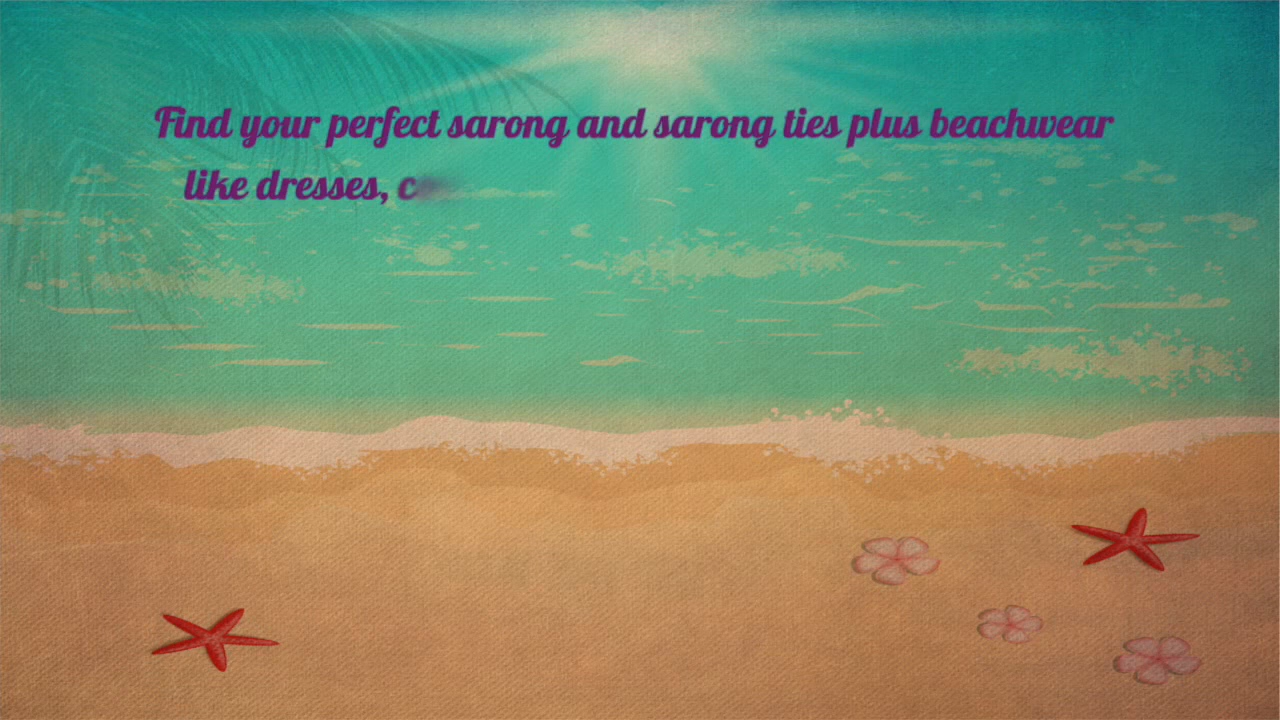 Find your perfect sarong and sarong ties plus beachwear
like dresses,